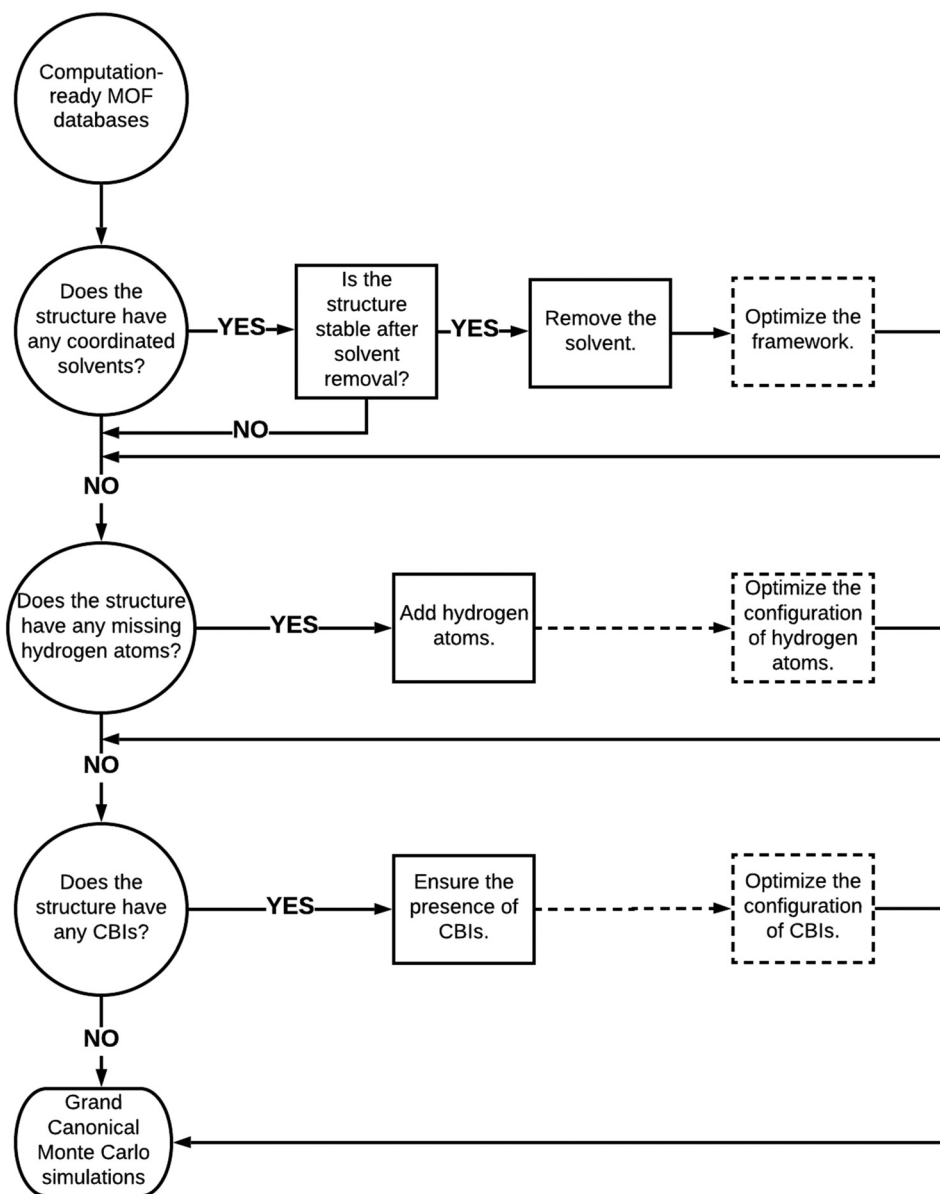 Computation-
ready MOF
databases
Does the
structure have
any coordinated
solvents?
YES
Is the
structure
stable after
solvent
removal?
YES
Remove the
solvent.
Optimize the
framework.
NO
NO
Does the structure
have any missing
hydrogen atoms?
YES
Add hydrogen
atoms.
Optimize the
configuration
of hydrogen
atoms.
NO
Does the
structure have
any CBIs?
YES
Ensure the
presence of
CBIs.
Optimize the
configuration
of CBIs.
NO
Grand
Canonical
Monte Carlo
simulations